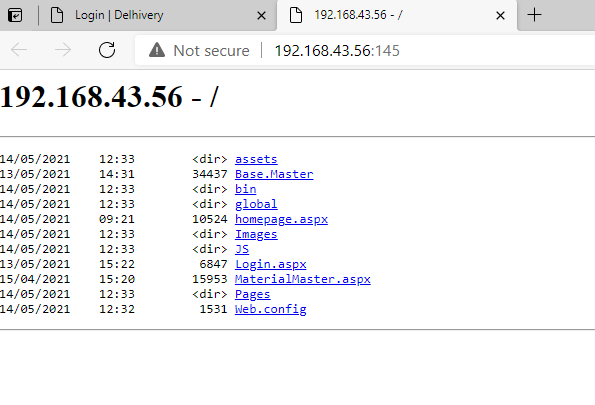 Login | Delhivery
192.168.43.56 - /
Not secure | 192.168.43.56:145
192.168.43.56 - /
14/05/2021 12:33 <dir> assets
13/05/2021 14:31 34437 Base.Master
14/05/2021 12:33 <dir> bin
14/05/2021 12:33 <dir> global
14/05/2021 09:21 10524 homepage.aspx
14/05/2021 12:33 <dir> Images
14/05/2021 12:33 <dir> JS
13/05/2021 15:22 6847 Login.aspx
15/04/2021 15:20 15953 MaterialMaster.aspx
14/05/2021 12:33 <dir> Pages
14/05/2021 12:32 1531 Web.config